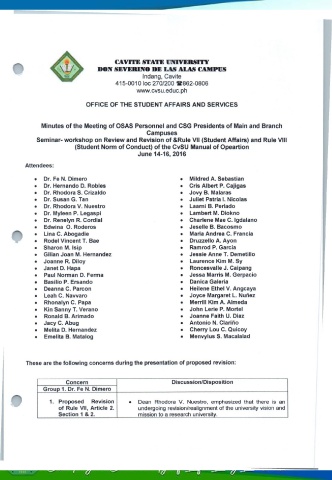 CAVITE STATE UNIVERSITY
DON SEVERINO DE LAS ALAS CAMPUS
Indang, Cavite
415-0010 loc 270/200 ☎862-0806
www.cvsu.educ.ph
OFFICE OF THE STUDENT AFFAIRS AND SERVICES
Minutes of the Meeting of OSAS Personnel and CSG Presidents of Main and Branch
Campuses
Seminar- workshop on Review and Revision of &Rule VII (Student Affairs) and Rule VIII
(Student Norm of Conduct) of the CvSU Manual of Opeartion
June 14-16, 2016
Attendees:
• Dr. Fe N. Dimero
• Dr. Hernando D. Robles
• Dr. Rhodora S. Crizaldo
• Dr. Susan G. Tan
• Dr. Rhodora V. Nuestro
• Dr. Myleen P. Legaspi
• Dr. Renelyn R. Cordial
• Edwina O. Roderos
• Lina C. Abogadie
• Rodel Vincent T. Bae
• Sharon M. Isip
• Gillan Joan M. Hernandez
• Joanne R. Diloy
• Janet D. Hapa
• Paul Norman D. Ferma
• Basilio P. Ersando
• Deanna C. Parcon
• Leah C. Navvaro
• Rhonalyn C. Papa
• Kin Sanny T. Verano
• Ronald B. Arimado
• Jacy C. Abug
• Melita D. Hernandez
• Emelita B. Matalog
• Mildred A. Sebastian
• Cris Albert P. Cajigas
• Jovy B. Malaras
• Juliet Patria I. Nicolas
• Laami B. Perlado
• Lambert M. Diokno
• Charlene Mae C. Igdalano
• Jeselle B. Bacosmo
• Maria Andrea C. Francia
• Druzzello A. Ayon
• Ramrod P. Garcia
• Jessie Anne T. Demetillo
• Laurence Kim M. Sy
• Roncesvalle J. Caipang
• Jessa Marris M. Gerpacio
• Danica Galeria
• Heilene Ethel V. Angcaya
• Joyce Margaret L. Nuñez
• Merrill Kim A. Almeda
• John Lerie P. Mortel
• Joanne Faith U. Diaz
• Antonio N. Clariño
• Cherry Lou C. Quicoy
• Menvyluz S. Macalalad
These are the following concerns during the presentation of proposed revision:
Concern Discussion/Disposition
Group 1. Dr. Fe N. Dimero
1. Proposed Revision • Dean Rhodora V. Nuestro, emphasized that there is an
of Rule VII, Article 2. undergoing revision/realignment of the university vision and
Section 1 & 2. mission to a research university.